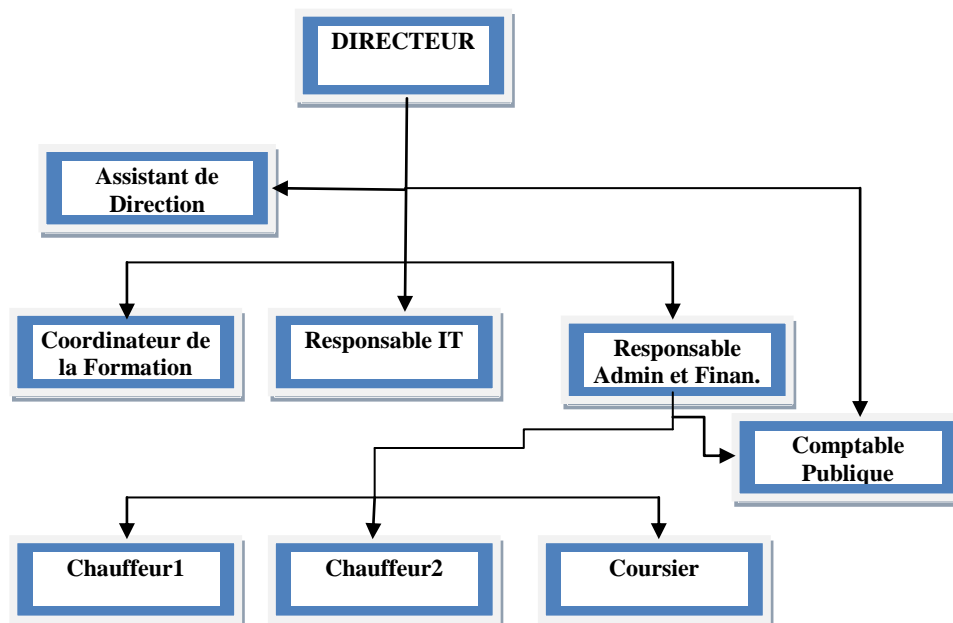 DIRECTEUR
Assistant de
Direction
Coordinateur de
la Formation
Responsable IT
Responsable
Admin et Finan.
Comptable
Publique
Chauffeur1
Chauffeur2
Coursier